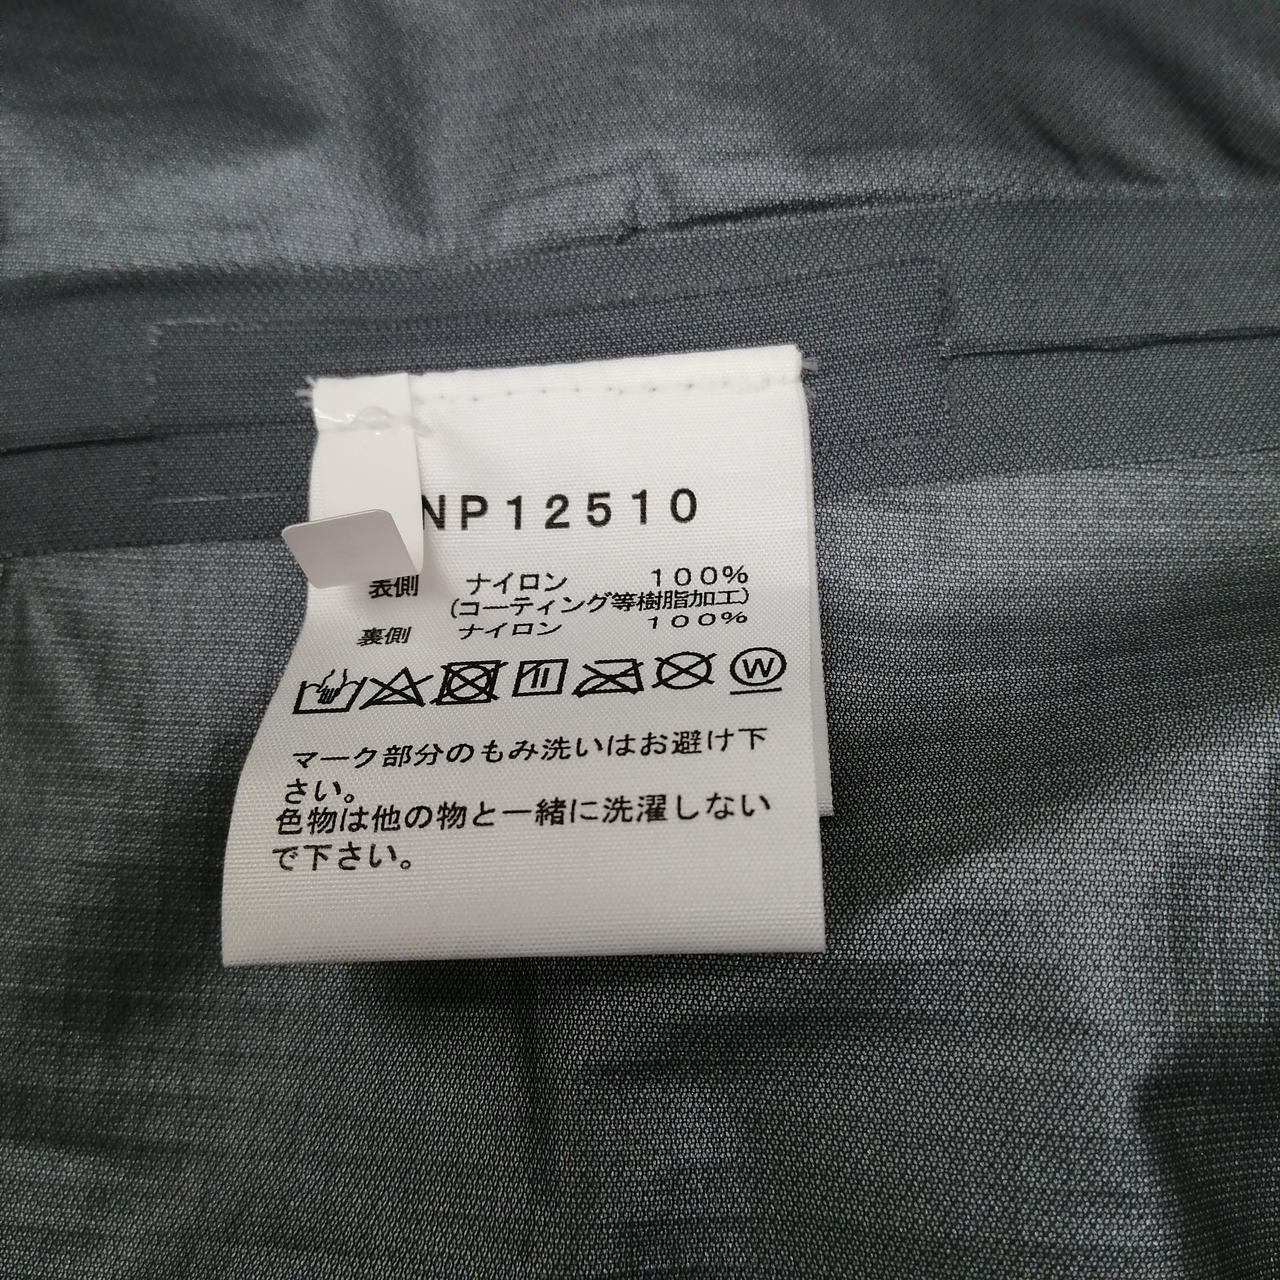 NP12510
表側 ナイロン 100%
(コーティング等樹脂加工)
裏側 ナイロン 100%
W
マーク部分のもみ洗いはお避け下
さい。
色物は他の物と一緒に洗濯しない
で下さい。